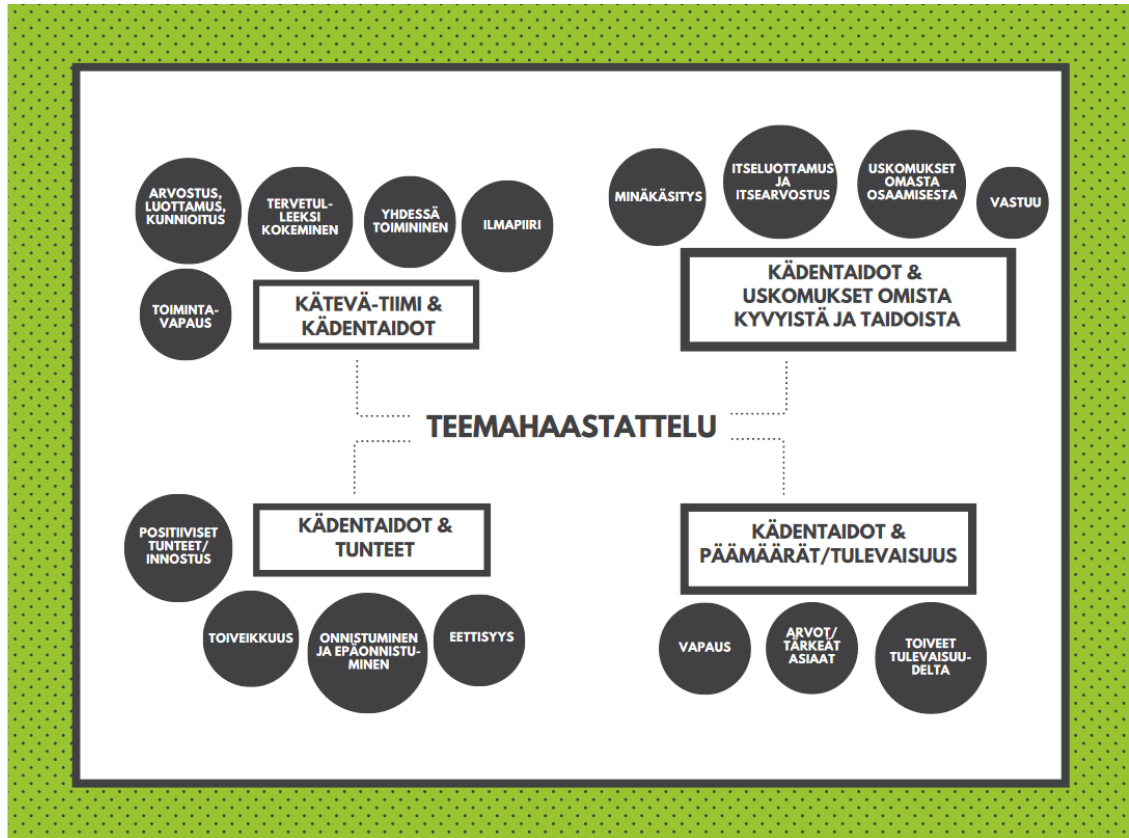 ARVOSTUS,
LUOTTAMUS,
KUNNIOITUS
TERVETUL-
LEEKSI
KOKEMINEN
YHDESSÄ
TOIMININEN
ILMAPIIRI
TOIMINTA-
VAPAUS
KÄTEVÄ-TIIMI &
KÄDENTAIDOT
MINÄKÄSITYS
ITSELUOTTAMUS
JA
ITSEARVOSTUS
USKOMUKSET
OMASTA
OSAAMISESTA
VASTUU
KÄDENTAIDOT &
USKOMUKSET OMISTA
KYVYISTÄ JA TAIDOISTA
TEEMAHAASTATTELU
KÄDENTAIDOT &
TUNTEET
POSITIIVISET
TUNTEET/
INNOSTUS
TOIVEIKKUUS
ONNISTUMINEN
JA EPÄONNISTU-
MINEN
EETTISYYS
KÄDENTAIDOT &
PÄÄMÄÄRÄT/TULEVAISUUS
VAPAUS
ARVOT/
TÄRKEÄT
ASIAAT
TOIVEET
TULEVAISUU-
DELTA